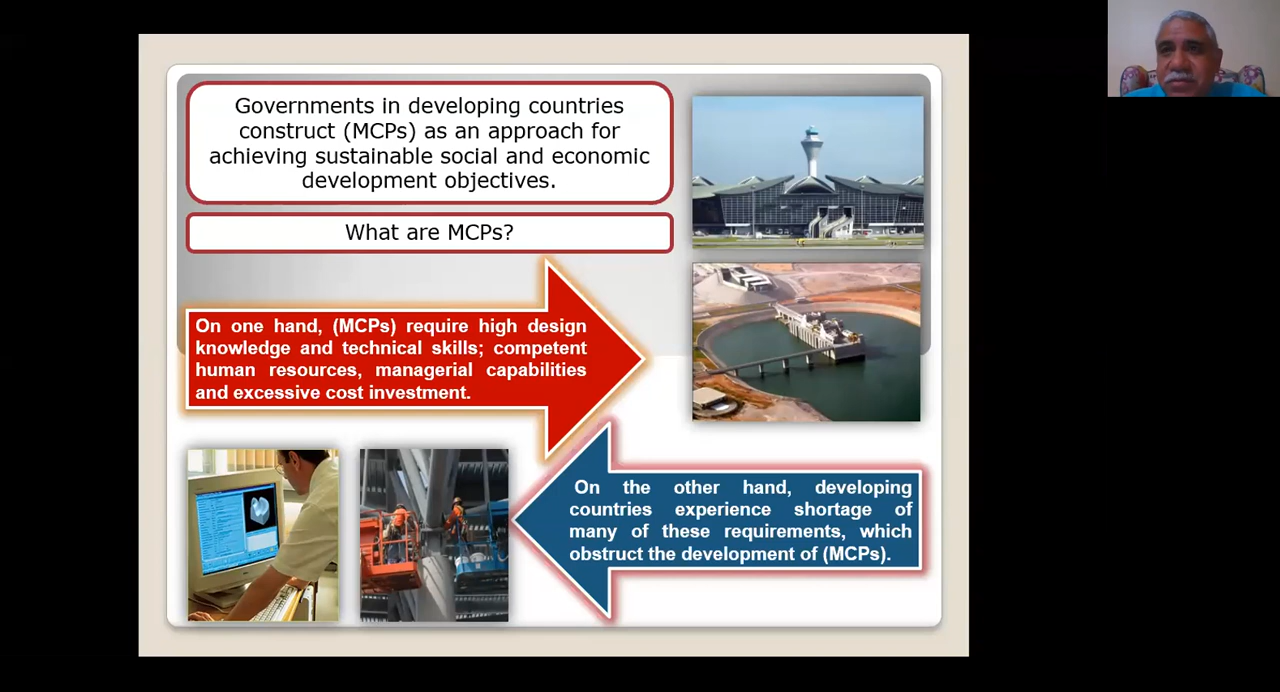 Governments in developing countries
construct (MCPs) as an approach for
achieving sustainable social and economic
development objectives.
What are MCPs?
On one hand, (MCPs) require high design
knowledge and technical skills; competent
human resources, managerial capabilities
and excessive cost investment.
On the other hand, developing
countries experience shortage of
many of these requirements, which
obstruct the development of (MCPs).